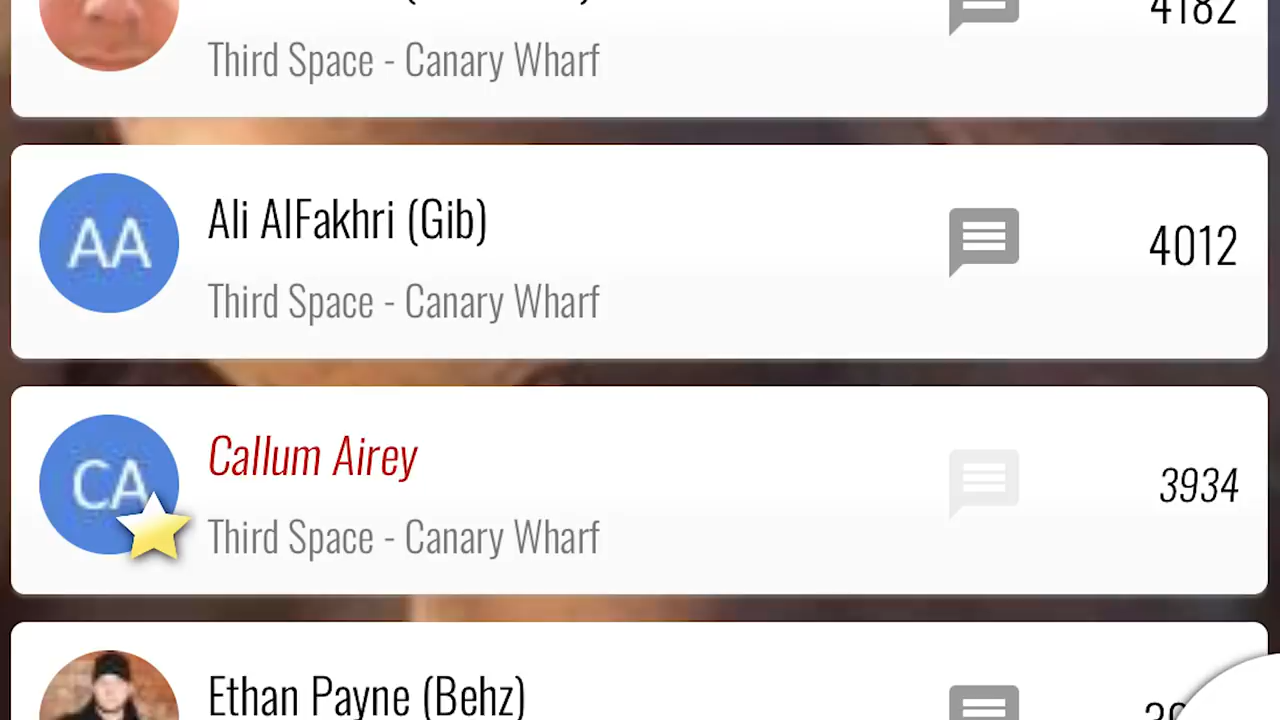 4182
Third Space - Canary Wharf
AA
Ali AlFakhri (Gib)
4012
Third Space - Canary Wharf
CA
Callum Airey
3934
Third Space - Canary Wharf
Ethan Payne (Behz)